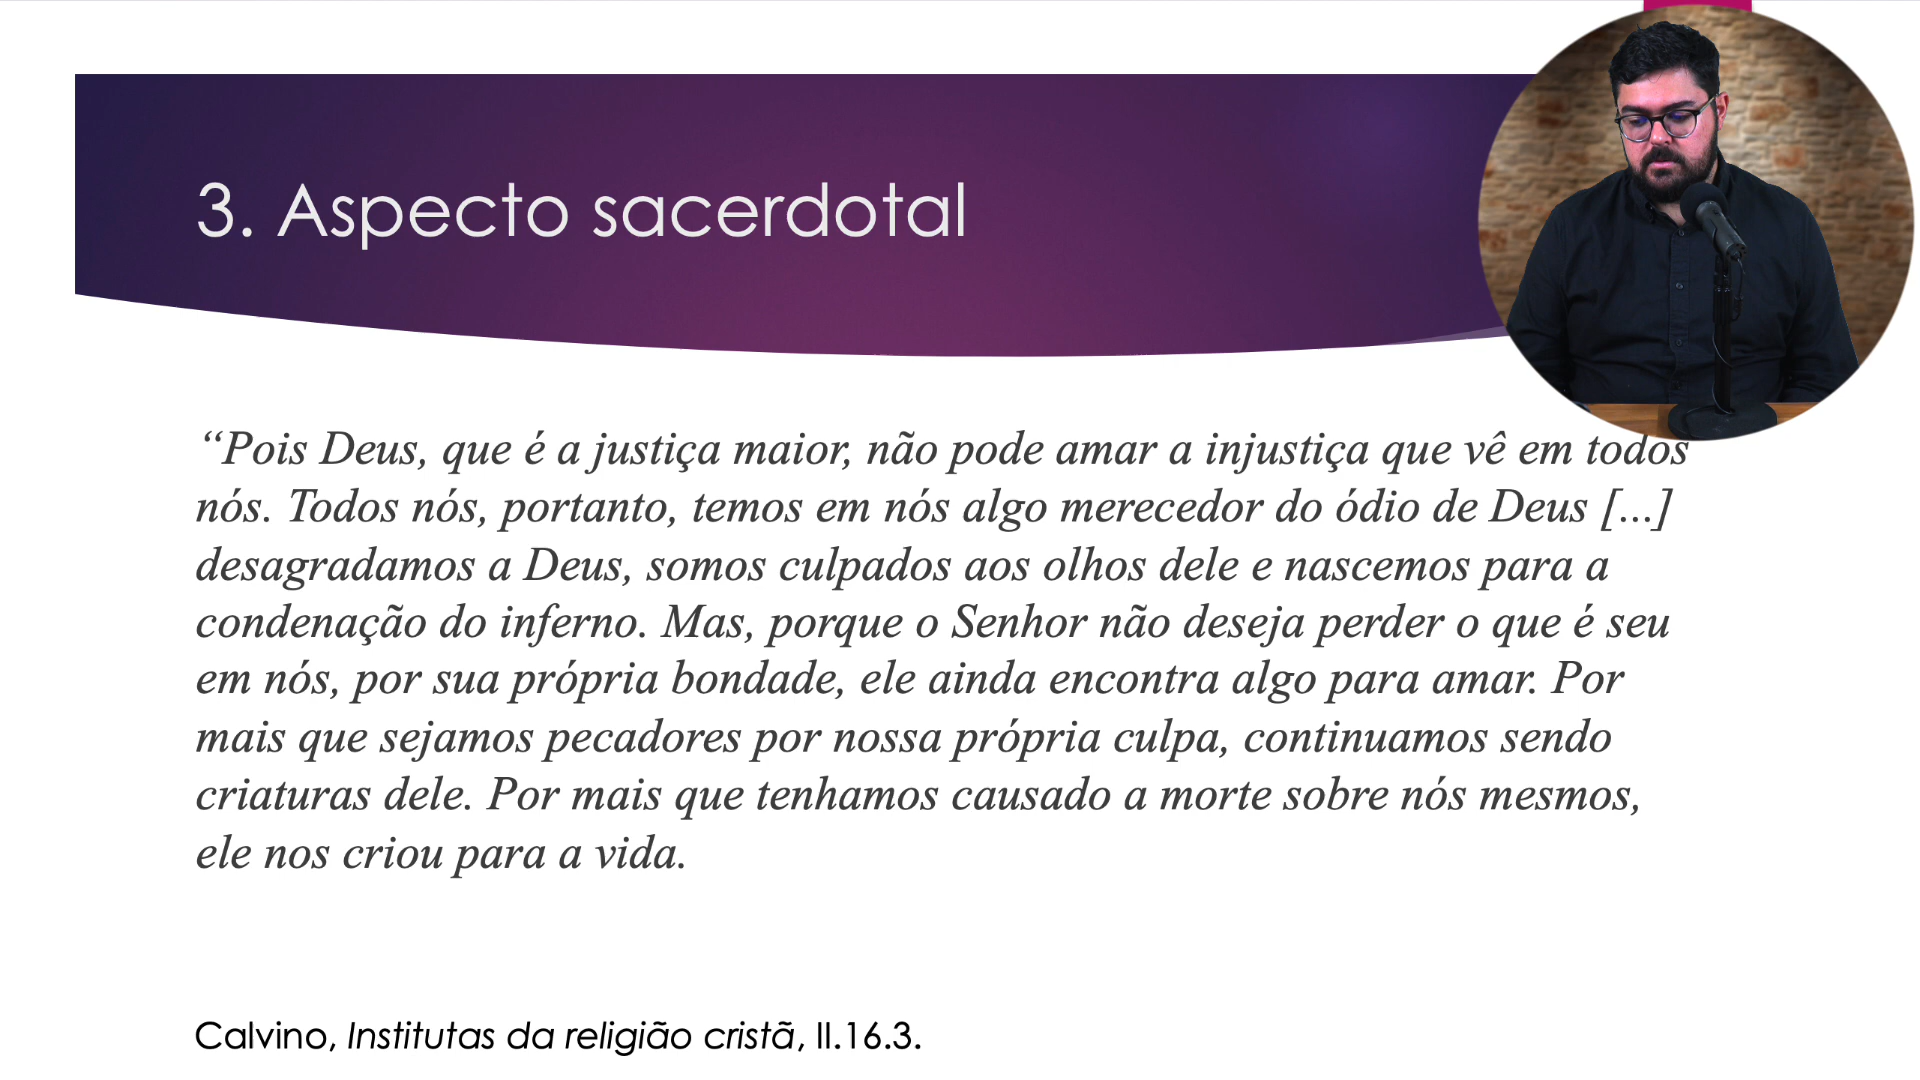 3. Aspecto sacerdotal
“Pois Deus, que é a justiça maior, não pode amar a injustiça que vê em todos
nós. Todos nós, portanto, temos em nós algo merecedor do ódio de Deus [...]
desagradamos a Deus, somos culpados aos olhos dele e nascemos para a
condenação do inferno. Mas, porque o Senhor não deseja perder o que é seu
em nós, por sua própria bondade, ele ainda encontra algo para amar. Por
mais que sejamos pecadores por nossa própria culpa, continuamos sendo
criaturas dele. Por mais que tenhamos causado a morte sobre nós mesmos,
ele nos criou para a vida.
Calvino, Institutas da religião cristã, II.16.3.